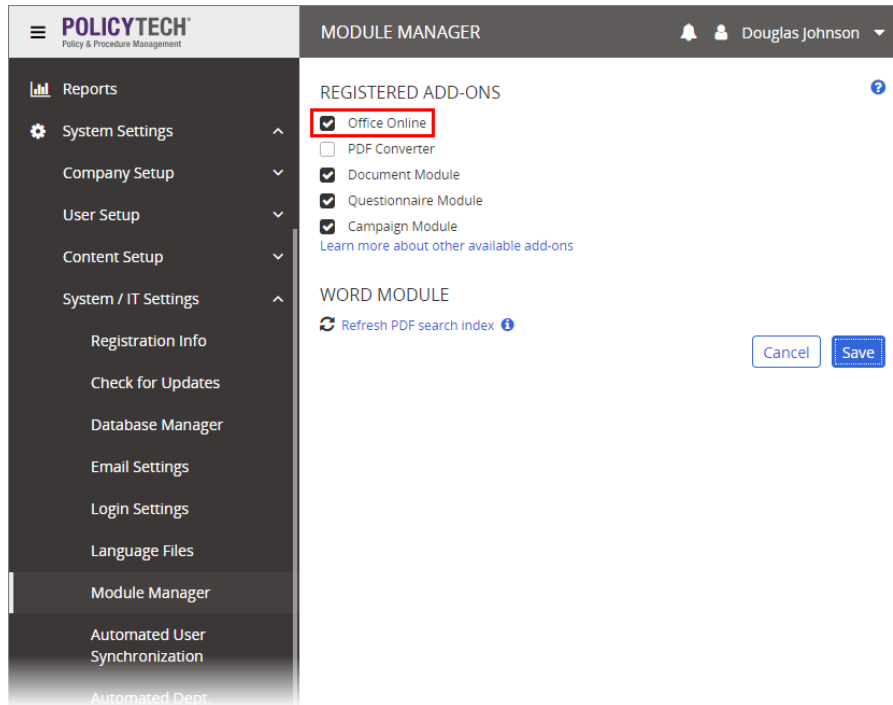 POLICYTECH®
Policy & Procedure Management
MODULE MANAGER
Douglas Johnson
Reports
System Settings
Company Setup
User Setup
Content Setup
System / IT Settings
Registration Info
Check for Updates
Database Manager
Email Settings
Login Settings
Language Files
Module Manager
Automated User
Synchronization
Automated Dept.
REGISTERED ADD-ONS
Office Online
PDF Converter
Document Module
Questionnaire Module
Campaign Module
Learn more about other available add-ons
WORD MODULE
Refresh PDF search index
Cancel
Save